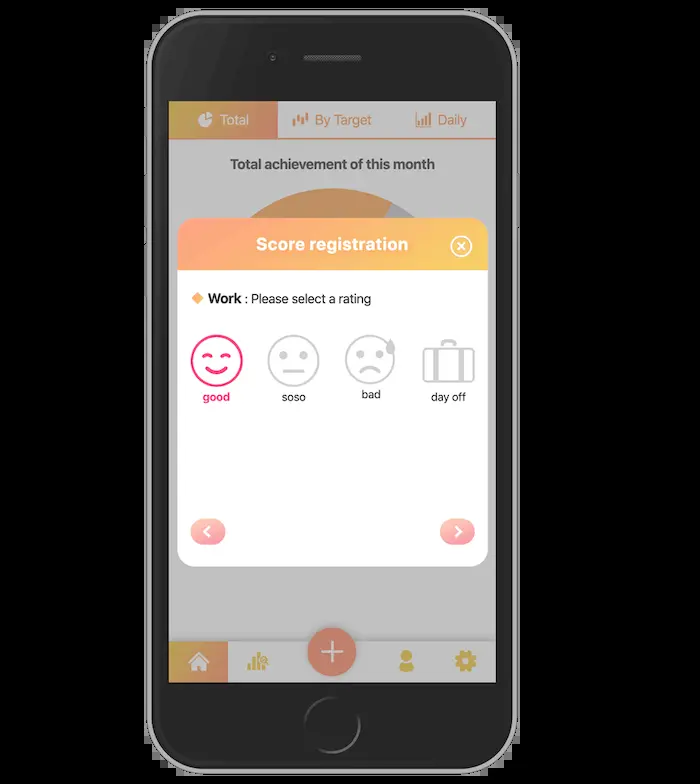 Total By Target Daily
Total achievement of this month
Score registration
Work : Please select a rating
good soso bad day off